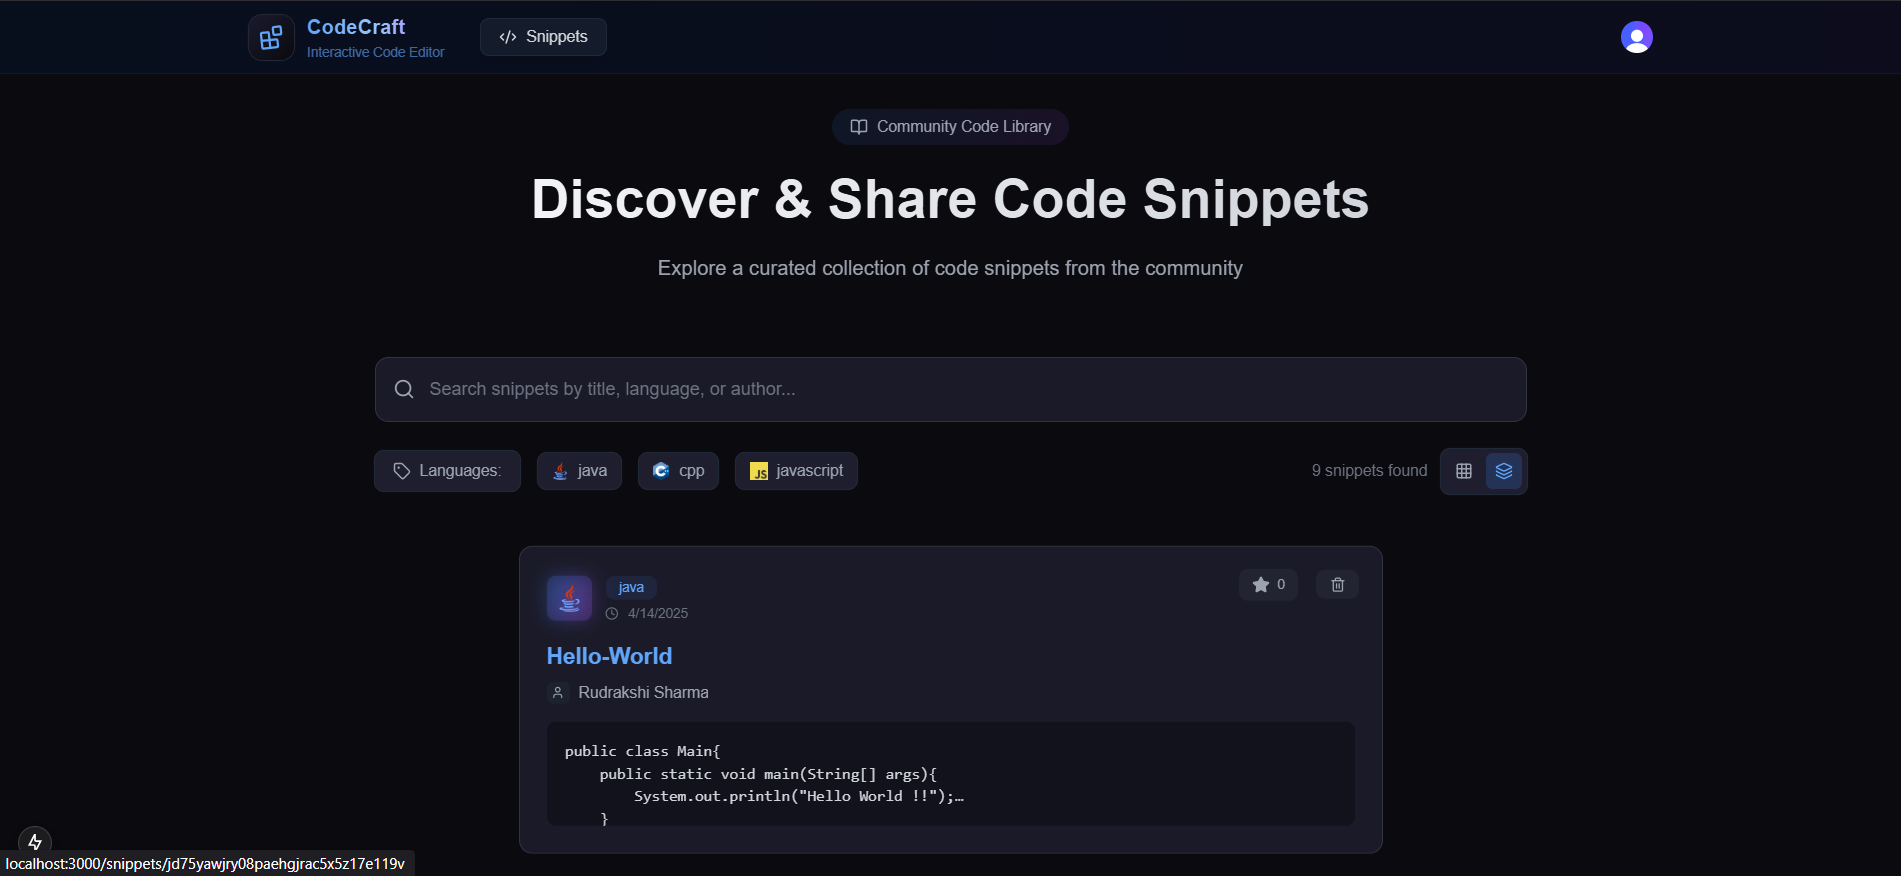 CodeCraft
Interactive Code Editor
</> Snippets
Community Code Library
Discover & Share Code Snippets
Explore a curated collection of code snippets from the community
Search snippets by title, language, or author...
Languages:
java
cpp
JS javascript
9 snippets found
java
0
4/14/2025
Hello-World
Rudrakshi Sharma
public class Main{
    public static void main(String[] args){
        System.out.println("Hello World !!");…
    }
localhost:3000/snippets/jd75yawjry08paehgjrac5x5z17e119v